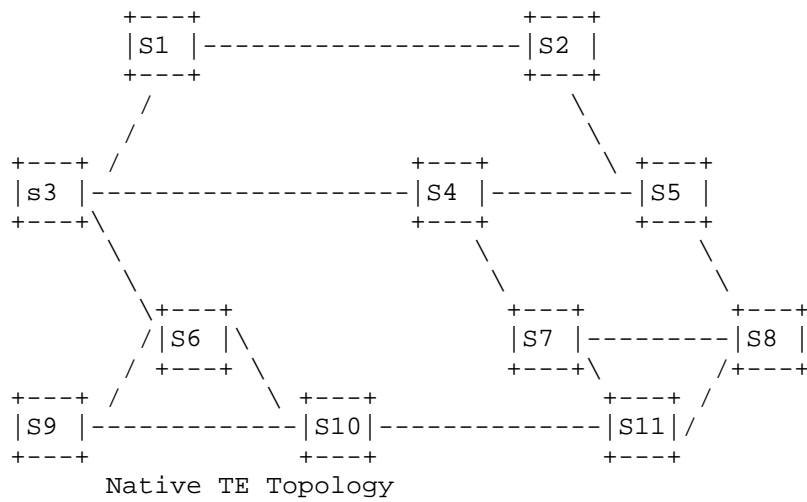 S1 S2
s3 S4 S5
S6 S7 S8
S9 S10 S11
Native TE Topology